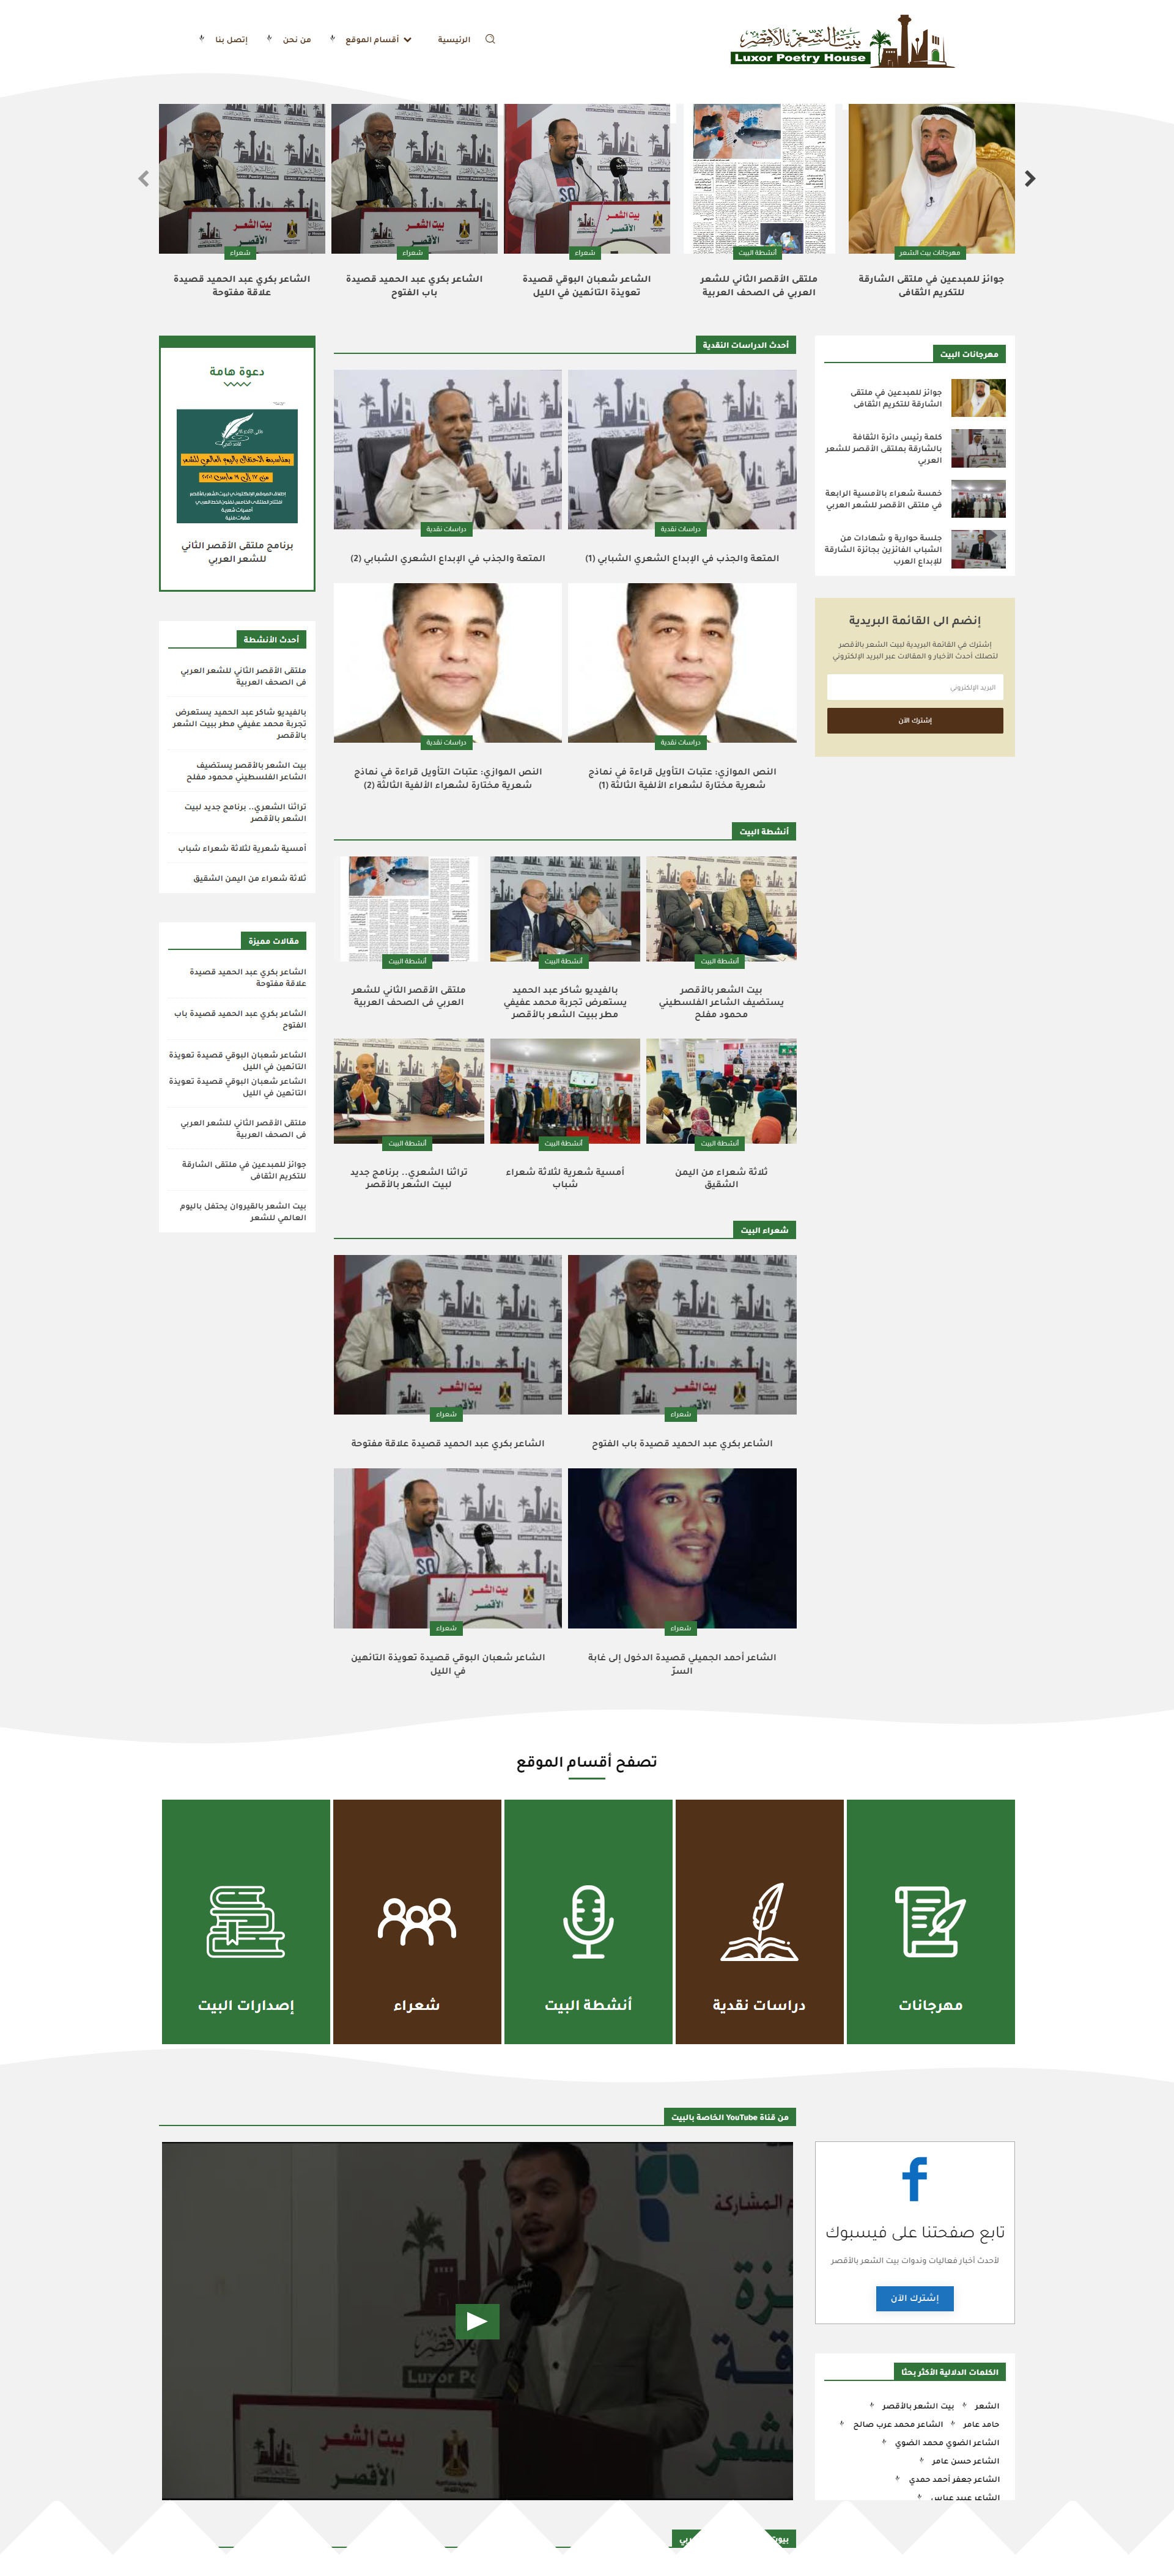 بيت الشعر بالأقصر
Luxor Poetry House
الرئيسية
أقسام الموقع
من نحن
إتصل بنا
مهرجانات بيت الشعر
جوائز للمبدعين في ملتقى الشارقة
للتكريم الثقافى
أنشطة البيت
ملتقى الأقصر الثاني للشعر
العربي فى الصحف العربية
شعراء
الشاعر شعبان البوقي قصيدة
تعويذة التائهين في الليل
شعراء
الشاعر بكري عبد الحميد قصيدة
باب الفتوح
شعراء
الشاعر بكري عبد الحميد قصيدة
علاقة مفتوحة
مهرجانات البيت
جوائز للمبدعين في ملتقى
الشارقة للتكريم الثقافى
كلمة رئيس دائرة الثقافة
بالشارقة بملتقى الأقصر للشعر
العربي
خمسة شعراء بالأمسية الرابعة
في ملتقى الأقصر للشعر العربي
جلسة حوارية و شهادات من
الشباب الفائزين بجائزة الشارقة
للإبداع العرب
إنضم الى القائمة البريدية
إشترك في القائمة البريدية لبيت الشعر بالأقصر
لتصلك أحدث الأخبار و المقالات عبر البريد الإلكتروني
البريد الإلكتروني
إشترك الآن
أحدث الدراسات النقدية
دراسات نقدية
المتعة والجذب في الإبداع الشعري الشبابي (1)
دراسات نقدية
المتعة والجذب في الإبداع الشعري الشبابي (2)
دراسات نقدية
النص الموازي: عتبات التأويل قراءة في نماذج
شعرية مختارة لشعراء الألفية الثالثة (1)
دراسات نقدية
النص الموازي: عتبات التأويل قراءة في نماذج
شعرية مختارة لشعراء الألفية الثالثة (2)
أنشطة البيت
أنشطة البيت
بيت الشعر بالأقصر
يستضيف الشاعر الفلسطيني
محمود مفلح
أنشطة البيت
بالفيديو شاكر عبد الحميد
يستعرض تجربة محمد عفيفي
مطر ببيت الشعر بالأقصر
أنشطة البيت
ملتقى الأقصر الثاني للشعر
العربي فى الصحف العربية
أنشطة البيت
ثلاثة شعراء من اليمن
الشقيق
أنشطة البيت
أمسية شعرية لثلاثة شعراء
شباب
أنشطة البيت
تراثنا الشعري.. برنامج جديد
لبيت الشعر بالأقصر
شعراء البيت
شعراء
الشاعر بكري عبد الحميد قصيدة باب الفتوح
شعراء
الشاعر بكري عبد الحميد قصيدة علاقة مفتوحة
شعراء
الشاعر أحمد الجميلي قصيدة الدخول إلى غابة
السرّ
شعراء
الشاعر شعبان البوقي قصيدة تعويذة التائهين
في الليل
دعوة هامة
بمناسبة الاحتفال باليوم العالمي للشعر
برنامج ملتقى الأقصر الثاني
للشعر العربي
أحدث الأنشطة
ملتقى الأقصر الثاني للشعر العربي
فى الصحف العربية
بالفيديو شاكر عبد الحميد يستعرض
تجربة محمد عفيفي مطر ببيت الشعر
بالأقصر
بيت الشعر بالأقصر يستضيف
الشاعر الفلسطيني محمود مفلح
تراثنا الشعري.. برنامج جديد لبيت
الشعر بالأقصر
أمسية شعرية لثلاثة شعراء شباب
ثلاثة شعراء من اليمن الشقيق
مقالات مميزة
الشاعر بكري عبد الحميد قصيدة
علاقة مفتوحة
الشاعر بكري عبد الحميد قصيدة باب
الفتوح
الشاعر شعبان البوقي قصيدة تعويذة
التائهين في الليل
الشاعر شعبان البوقي قصيدة تعويذة
التائهين في الليل
ملتقى الأقصر الثاني للشعر العربي
فى الصحف العربية
جوائز للمبدعين في ملتقى الشارقة
للتكريم الثقافى
بيت الشعر بالقيروان يحتفل باليوم
العالمي للشعر
تصفح أقسام الموقع
مهرجانات
دراسات نقدية
أنشطة البيت
شعراء
إصدارات البيت
من قناة YouTube الخاصة بالبيت
بيت الشعر
الأقصر
تابع صفحتنا على فيسبوك
لأحدث أخبار فعاليات وندوات بيت الشعر بالأقصر
إشترك الآن
الكلمات الدلالية الأكثر بحثا
الشعر
بيت الشعر بالأقصر
حامد عامر
الشاعر محمد عرب صالح
الشاعر الضوي محمد الضوي
الشاعر حسن عامر
الشاعر جعفر أحمد حمدي
الشاعر عبيد عباس